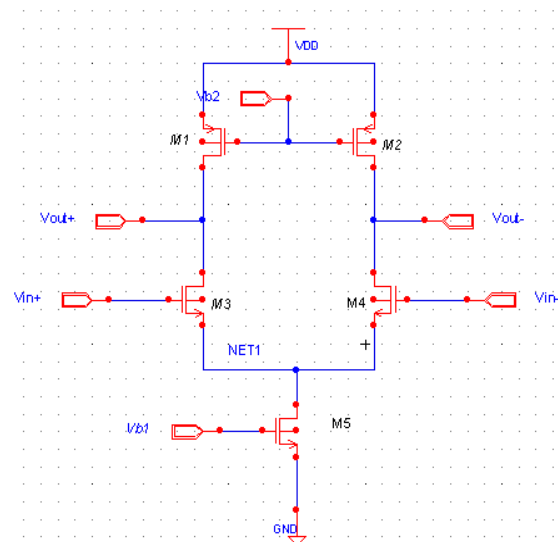 VDD
Vb2
M1
M2
Vout+
Vout-
Vin+
M3
M4
Vin-
NET1
Vb1
M5
GND